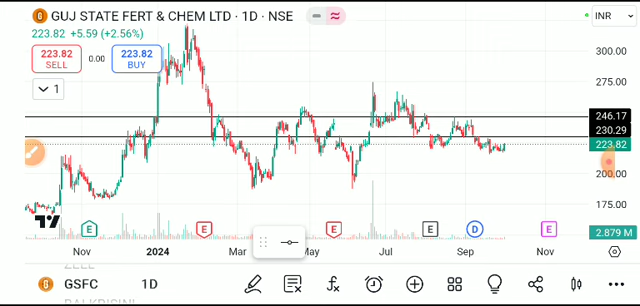 GUJ STATE FERT & CHEM LTD · 1D · NSE
INR
223.82 +5.59 (+2.56%)
223.82 SELL 0.00 223.82 BUY
300.00
275.00
1
246.17
230.29
223.82
200.00
175.00
2.879 M
E E E E D E
Nov 2024 Mar May Jul Sep Nov
GSFC 1D